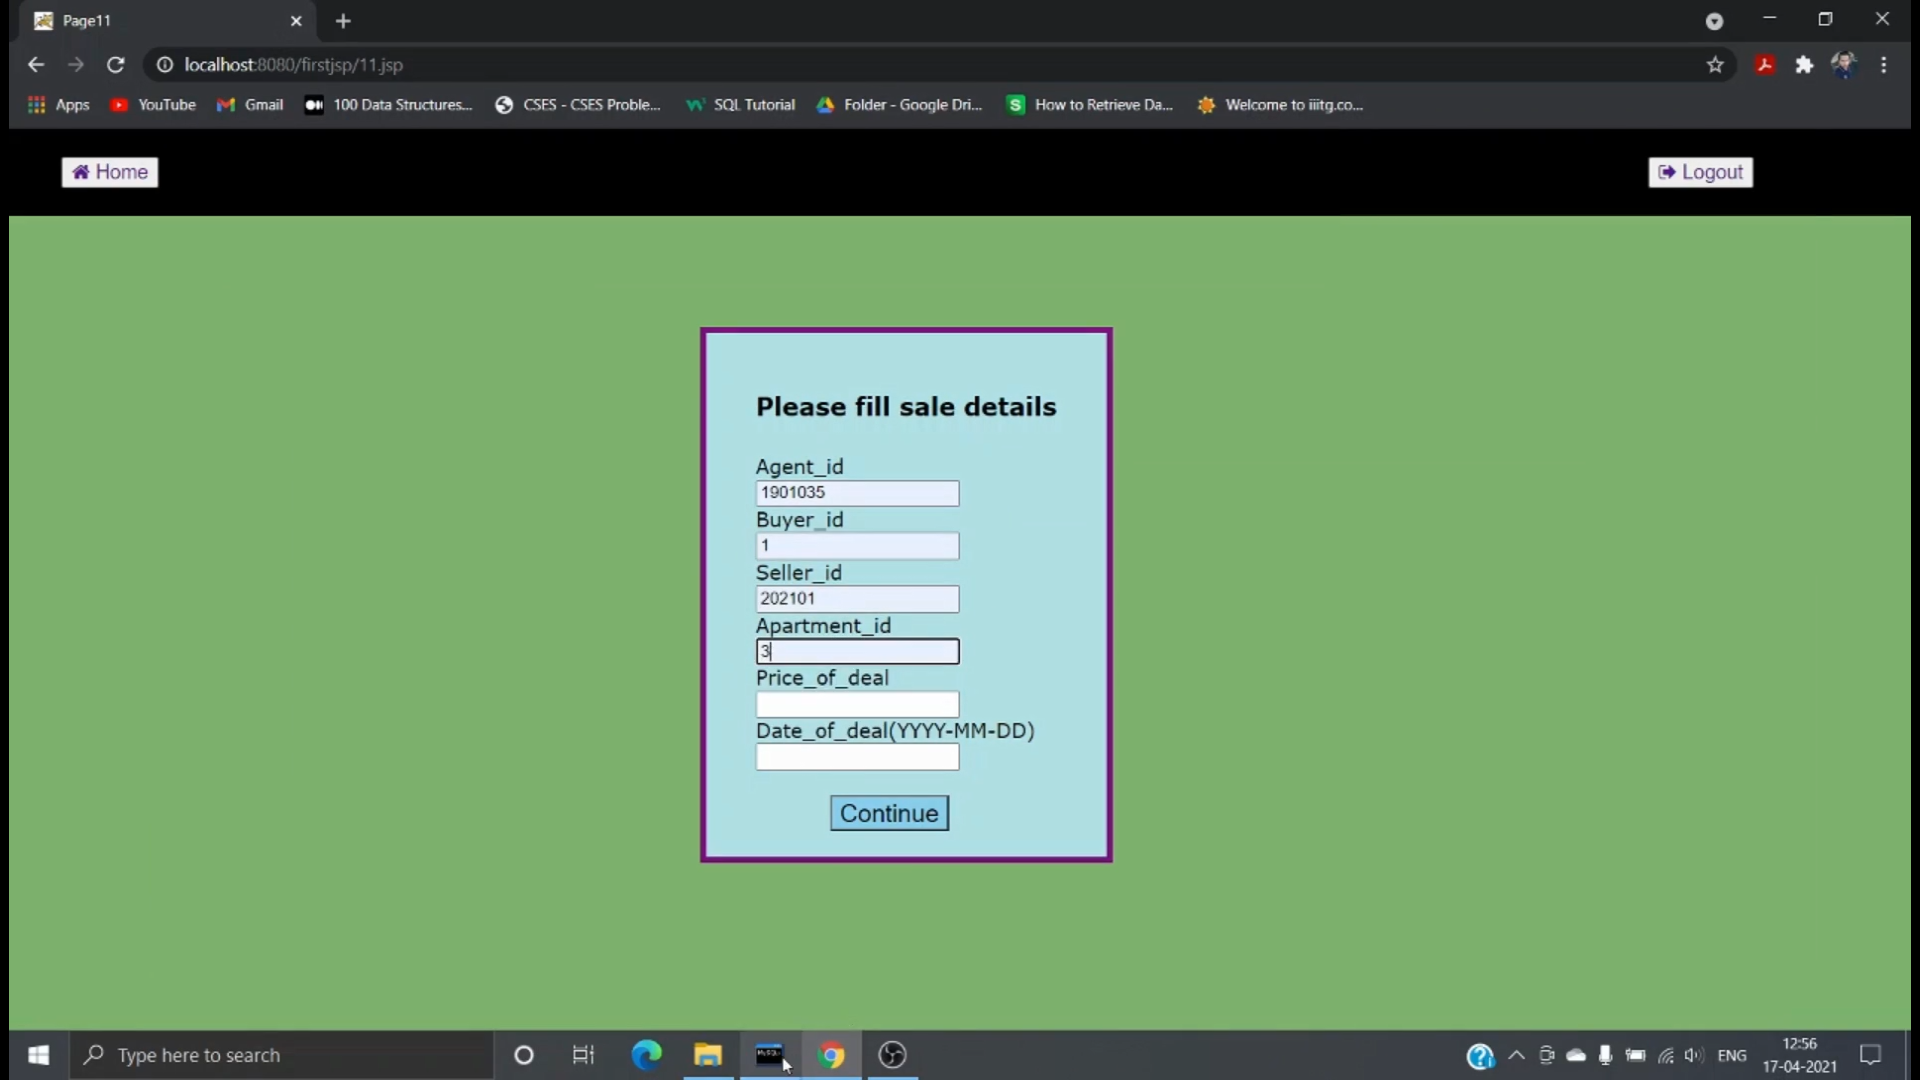 Page11
localhost:8080/firstjsp/11.jsp
Apps YouTube Gmail 100 Data Structures... CSES - CSES Proble... SQL Tutorial Folder - Google Dri... How to Retrieve Da... Welcome to iiitg.co...
Home Logout
Please fill sale details
Agent_id
1901035
Buyer_id
1
Seller_id
202101
Apartment_id
3
Price_of_deal
Date_of_deal(YYYY-MM-DD)
Continue
Type here to search ENG 12:56
17-04-2021